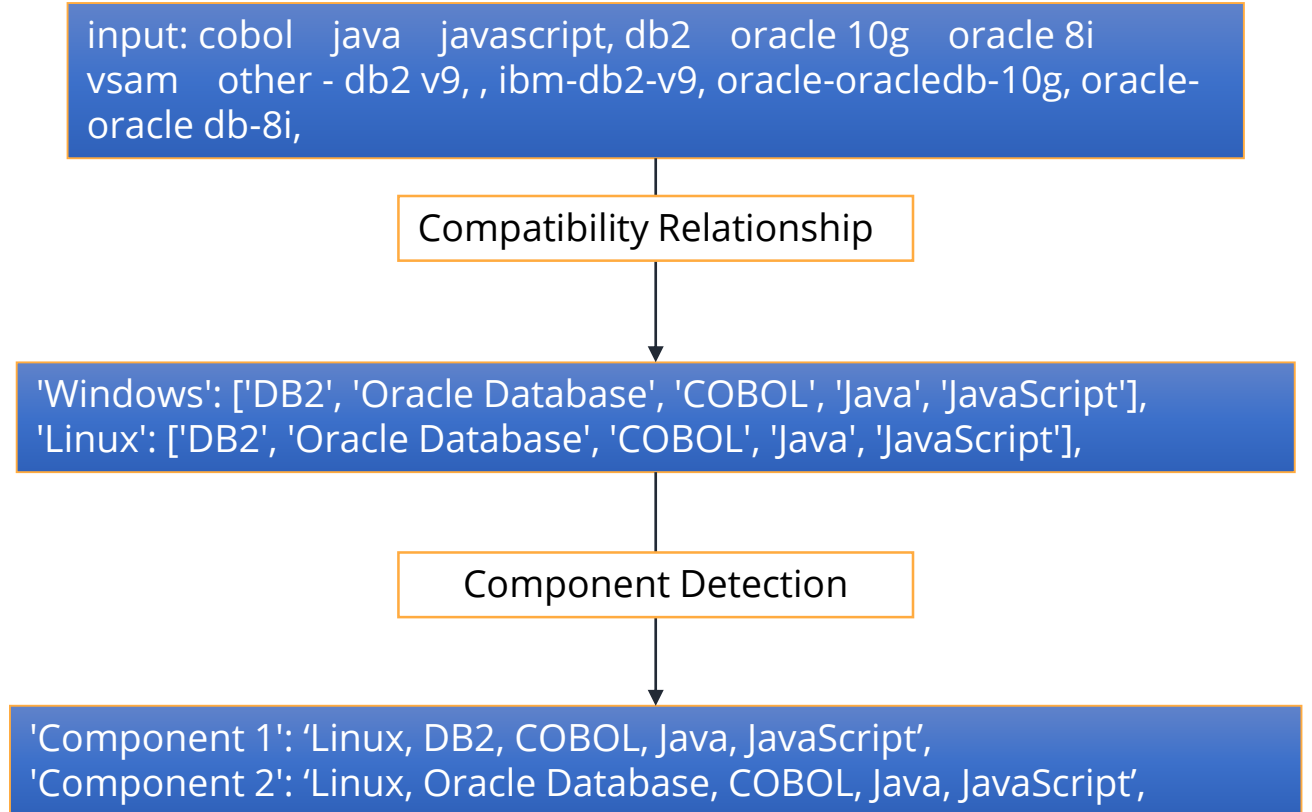 input: cobol java javascript, db2 oracle 10g oracle 8i
vsam other - db2 v9, , ibm-db2-v9, oracle-oracledb-10g, oracle-
oracle db-8i,
Compatibility Relationship
'Windows': ['DB2', 'Oracle Database', 'COBOL', 'Java', 'JavaScript'],
'Linux': ['DB2', 'Oracle Database', 'COBOL', 'Java', 'JavaScript'],
Component Detection
'Component 1': ‘Linux, DB2, COBOL, Java, JavaScript’,
'Component 2': ‘Linux, Oracle Database, COBOL, Java, JavaScript’,